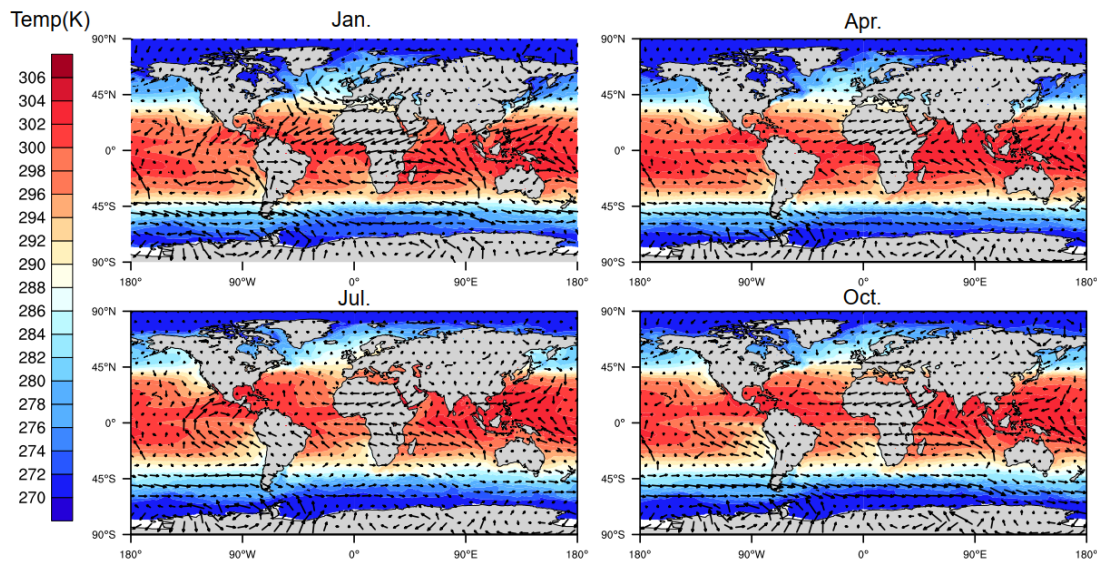 Temp(K)
Jan.
Apr.
306
304
302
300
298
296
294
292
290
288
286
284
282
280
278
276
274
272
270
90°N
45°N
0°
45°S
90°S
180°
90°W
0°
90°E
180°
90°N
45°N
0°
45°S
90°S
180°
90°W
0°
90°E
180°
Jul.
Oct.
90°N
45°N
0°
45°S
90°S
180°
90°W
0°
90°E
180°
90°N
45°N
0°
45°S
90°S
180°
90°W
0°
90°E
180°